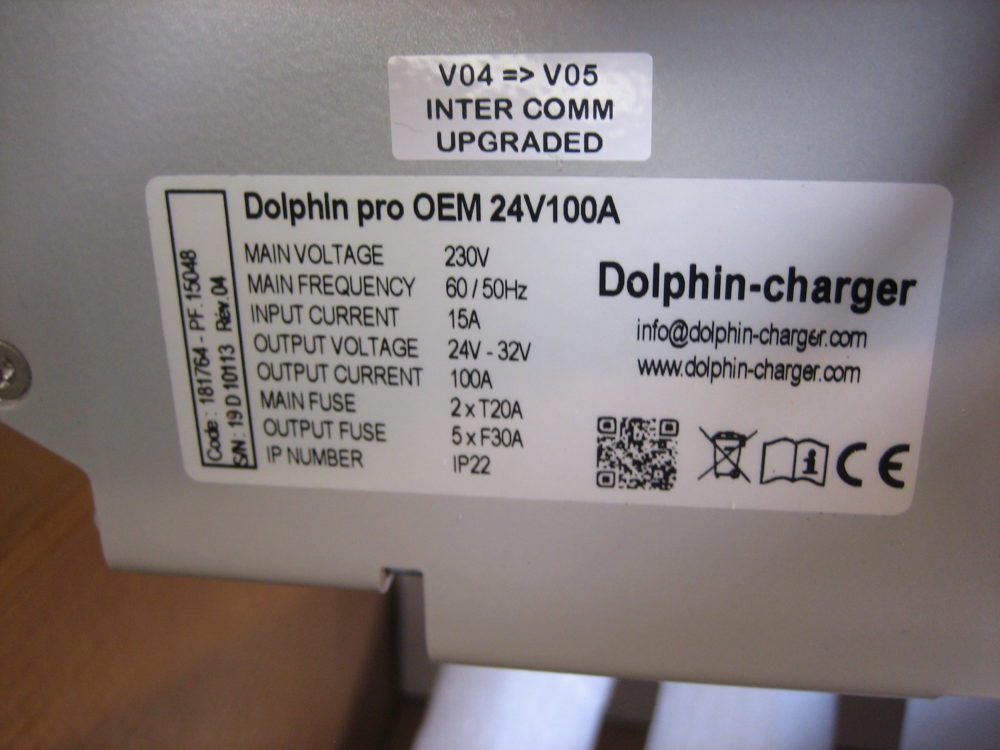 V04 => V05
INTER COMM
UPGRADED
Code : 181764 - PF. 15048
S/N : 19 D 10113 Rév.04
Dolphin pro OEM 24V100A
MAIN VOLTAGE 230V
MAIN FREQUENCY 60 / 50Hz
INPUT CURRENT 15A
OUTPUT VOLTAGE 24V - 32V
OUTPUT CURRENT 100A
MAIN FUSE 2 x T20A
OUTPUT FUSE 5 x F30A
IP NUMBER IP22
Dolphin-charger
info@dolphin-charger.com
www.dolphin-charger.com
i
CE